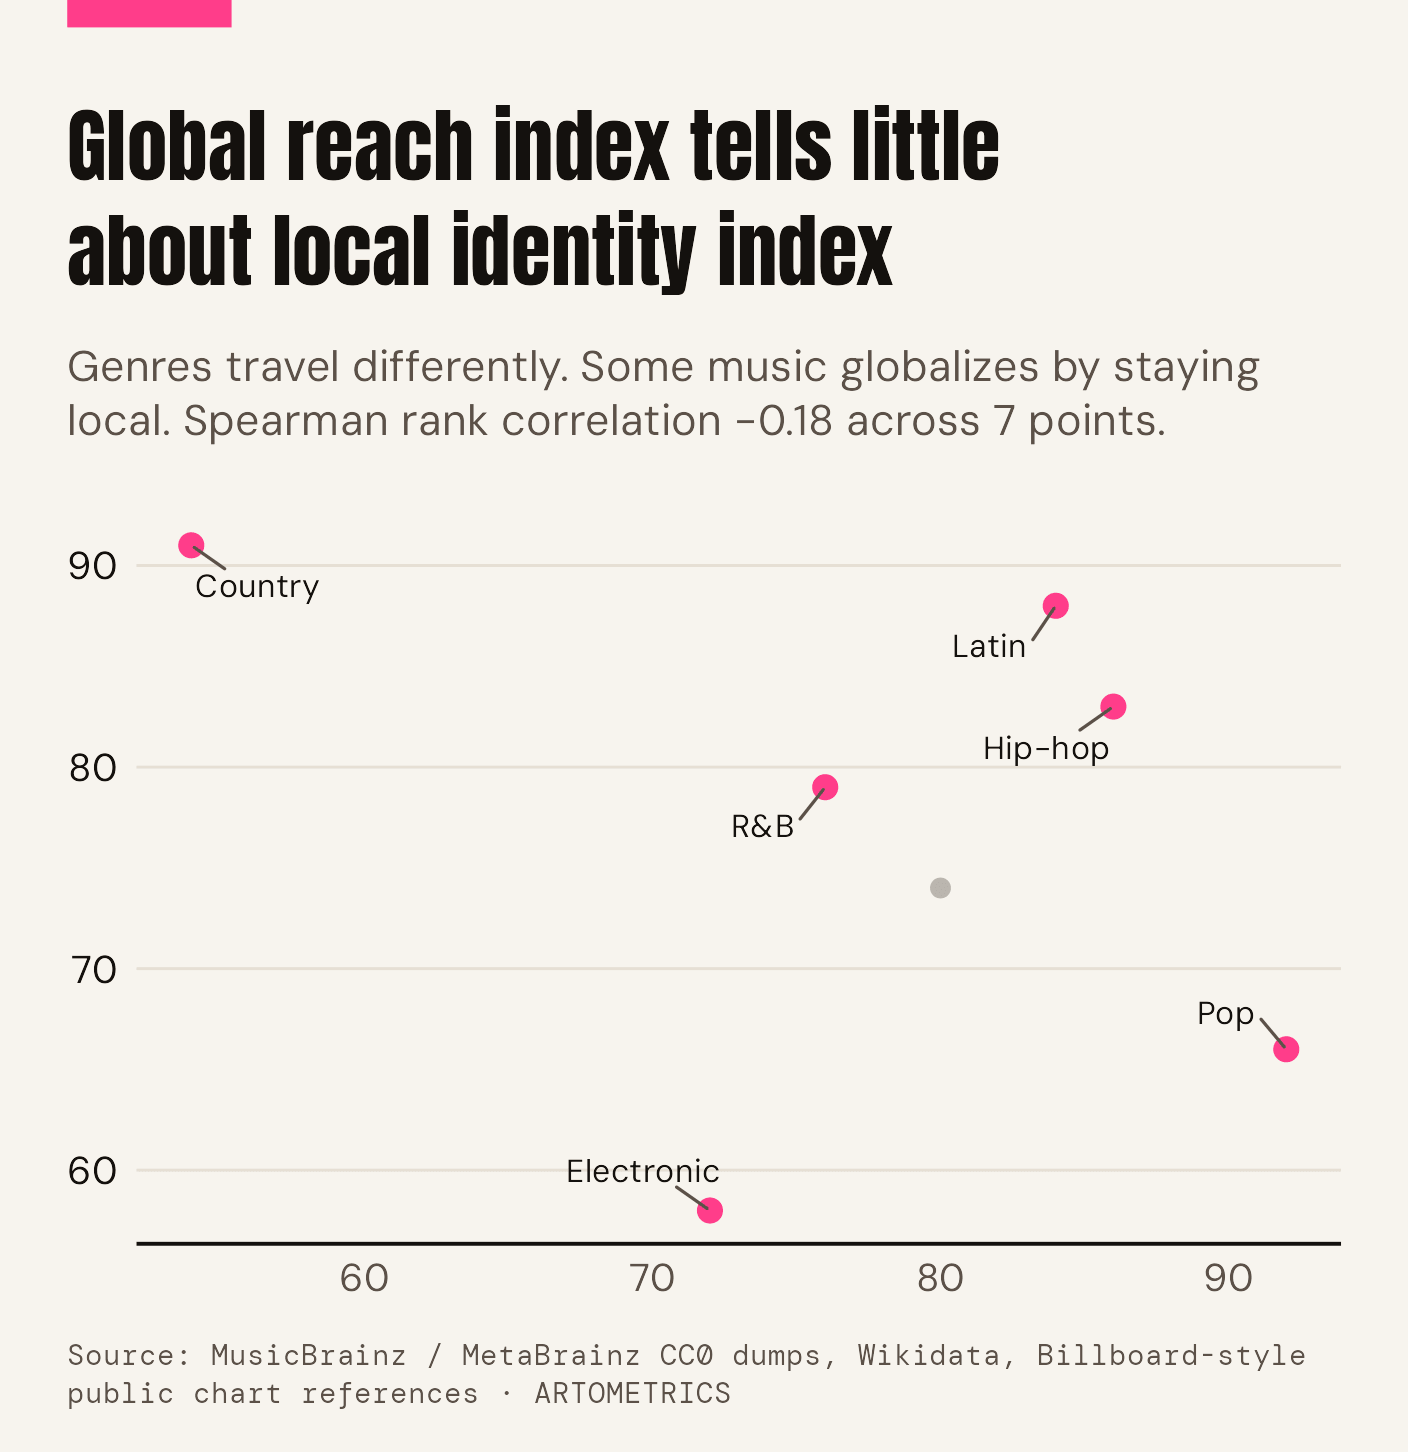 Global reach index tells little
about local identity index
Genres travel differently. Some music globalizes by staying
local. Spearman rank correlation −0.18 across 7 points.
90
Country
Latin
Hip-hop
80
R&B
70
Pop
Electronic
60
60 70 80 90
Source: MusicBrainz / MetaBrainz CC0 dumps, Wikidata, Billboard-style
public chart references · ARTOMETRICS